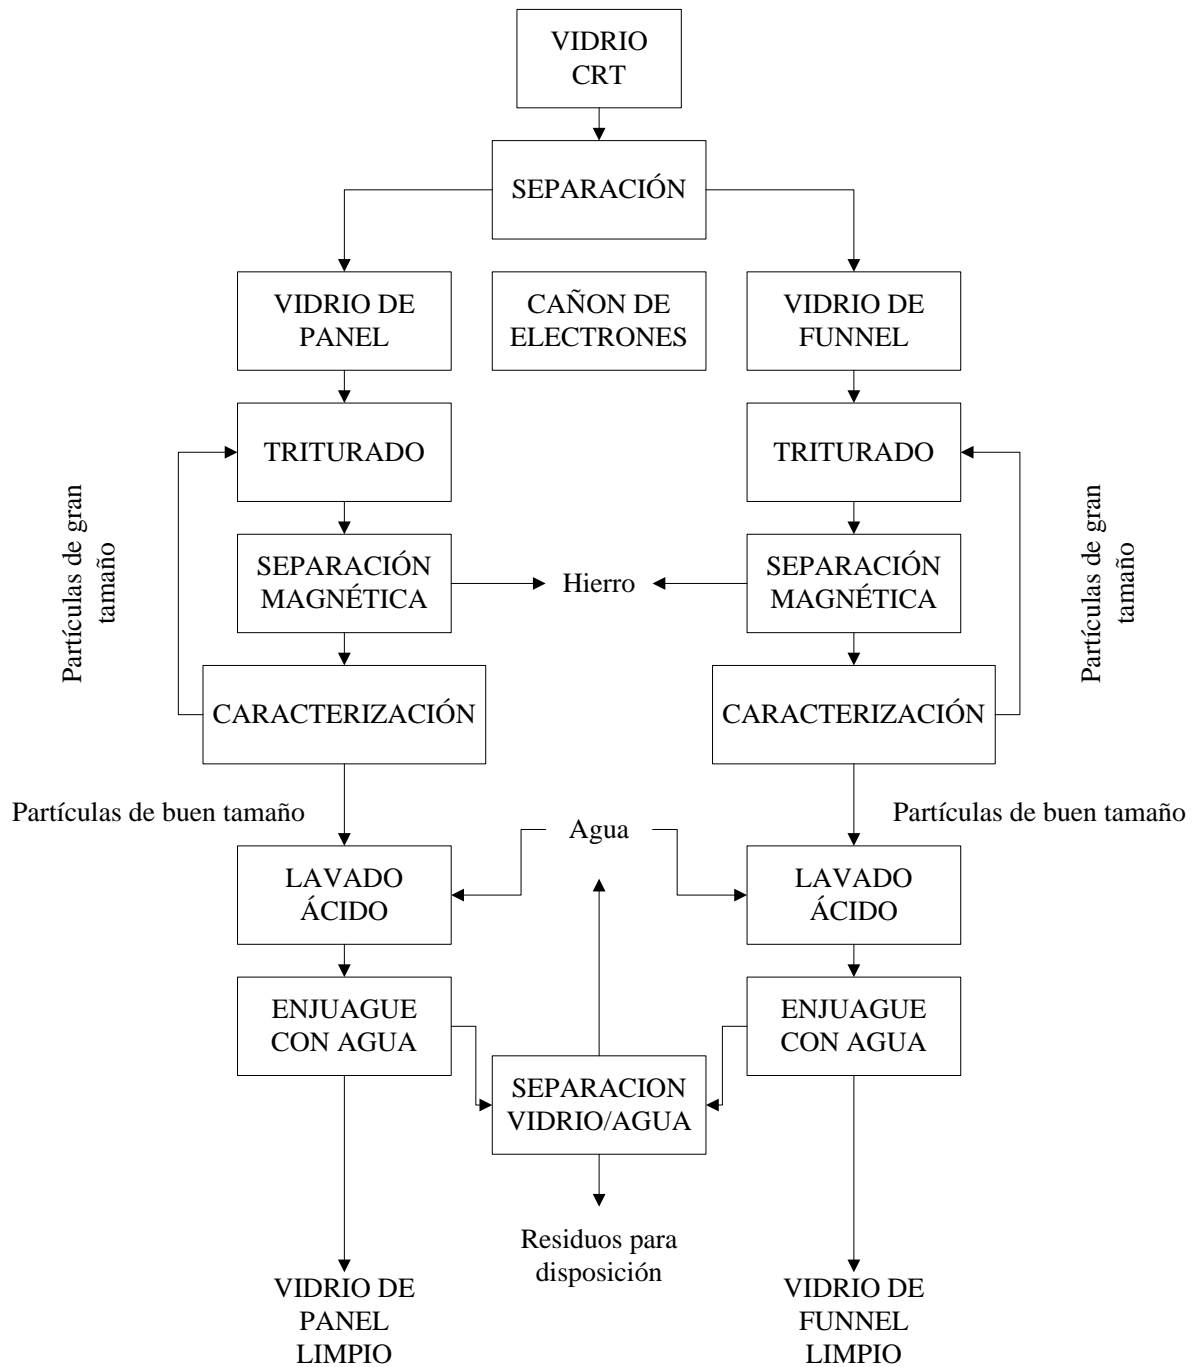 VIDRIO
CRT
SEPARACIÓN
VIDRIO DE
PANEL
CAÑON DE
ELECTRONES
VIDRIO DE
FUNNEL
TRITURADO
TRITURADO
Partículas de gran
tamaño
Partículas de gran
tamaño
SEPARACIÓN
MAGNÉTICA
Hierro
SEPARACIÓN
MAGNÉTICA
CARACTERIZACIÓN
CARACTERIZACIÓN
Partículas de buen tamaño
Partículas de buen tamaño
Agua
LAVADO
ÁCIDO
LAVADO
ÁCIDO
ENJUAGUE
CON AGUA
ENJUAGUE
CON AGUA
SEPARACION
VIDRIO/AGUA
Residuos para
disposición
VIDRIO DE
PANEL
LIMPIO
VIDRIO DE
FUNNEL
LIMPIO